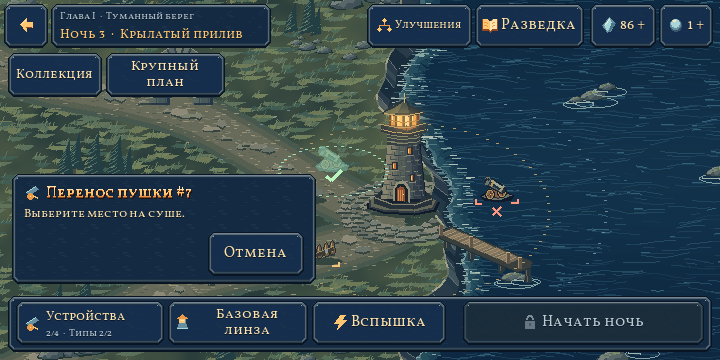 Глава I · Туманный берег
Ночь 3 · Крылатый прилив
Улучшения
Разведка
86 +
1 +
Коллекция
Крупный
план
Перенос пушки #7
Выберите место на суше.
Отмена
Устройства
2/4 · Типы 2/2
Базовая
линза
Вспышка
Начать ночь